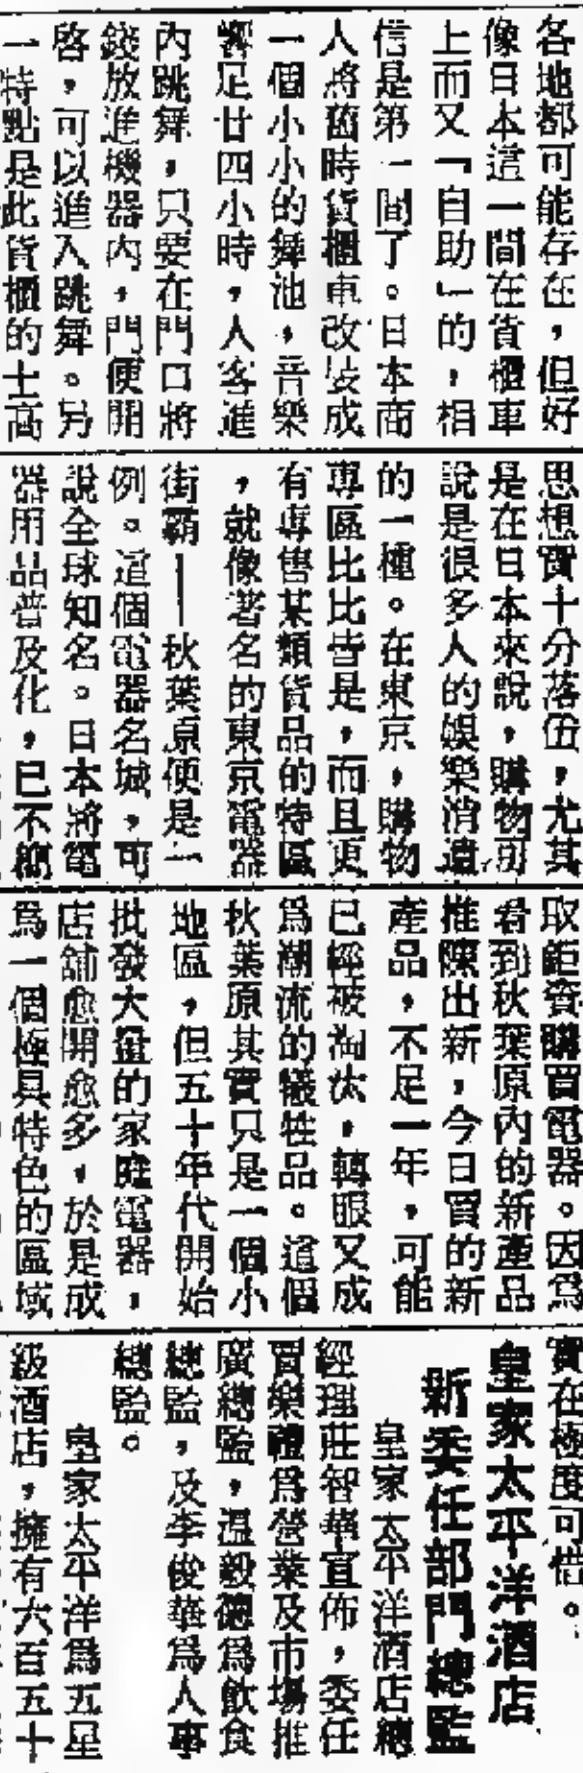 各地都可能存在，但好
像日本這一間在貨櫃車
上而又「自助」的，相
信是第一間了。日本商
人將舊時貨櫃車改裝成
一個小小的舞池，音樂
響足廿四小時，人客進
內跳舞，只要在門口將
錢放進機器內，門便開
啓，可以進入跳舞。另
一特點是此貨櫃的士高
思想實十分落伍，尤其
是在日本來說，購物可
說是很多人的娛樂消遣
的一種。在東京，購物
專區比比皆是，而且更
有專售某類貨品的特區
，就像著名的東京電器
街霸——秋葉原便是一
例。這個電器名城，可
說全球知名。日本將電
器用品普及化，已不
取鉅資購買電器。因爲
看到秋葉原內的新產品
推陳出新，今日買的新
產品，不足一年，可能
已經被淘汰，轉眼又成
爲潮流的犧牲品。這個
秋葉原其實只是一個小
地區，但五十年代開始
批發大量的家庭電器，
店舖愈開愈多，於是成
爲一個極具特色的區域
實在極度可惜。
皇家太平洋酒店
新委任部門總監
皇家太平洋酒店總
經理莊智華宣佈，委任
賈樂禮爲營業及市場推
廣總監，溫毅德爲飲食
總監，及李俊華爲人事
總監。
皇家太平洋爲五星
級酒店，擁有六百五十